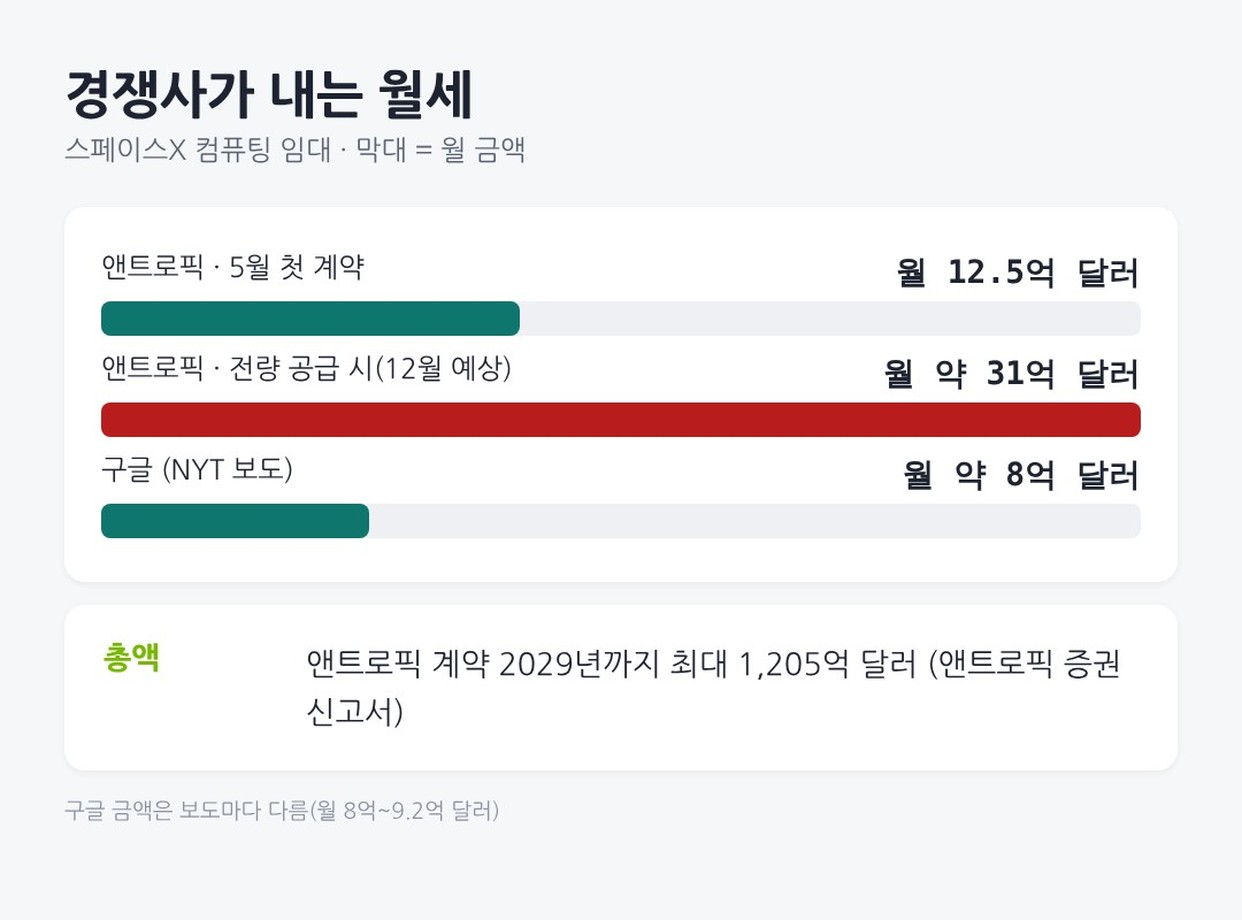 경쟁사가 내는 월세
스페이스X 컴퓨팅 임대 · 막대 = 월 금액
앤트로픽 · 5월 첫 계약
월 12.5억 달러
앤트로픽 · 전량 공급 시(12월 예상)
월 약 31억 달러
구글 (NYT 보도)
월 약 8억 달러
총액
앤트로픽 계약 2029년까지 최대 1,205억 달러 (앤트로픽 증권
신고서)
구글 금액은 보도마다 다름(월 8억~9.2억 달러)